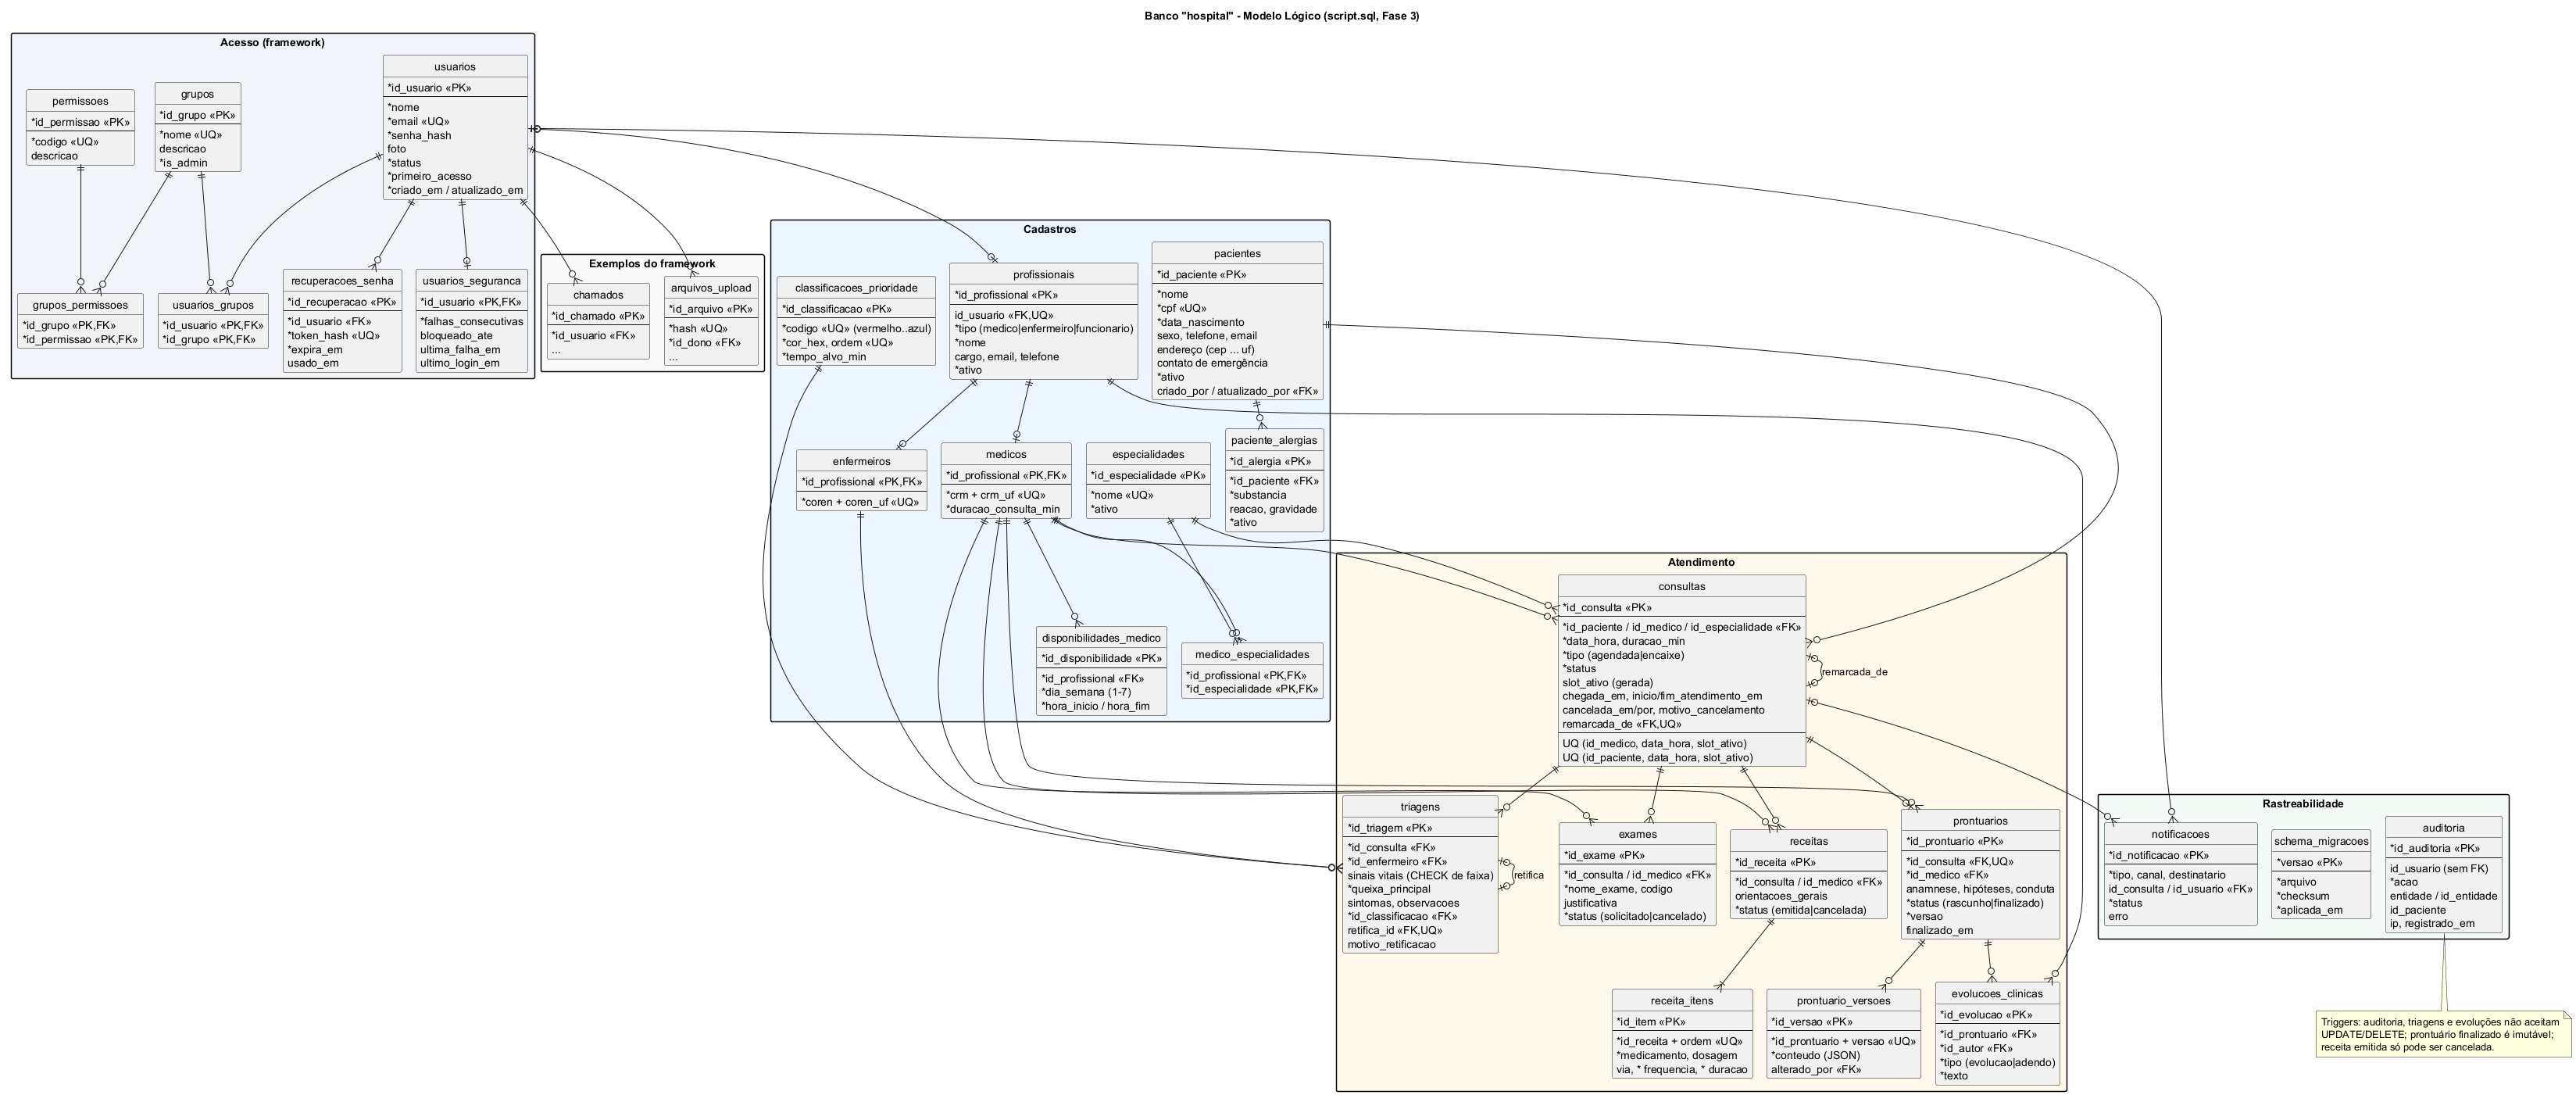 Banco "hospital" - Modelo Lógico (script.sql, Fase 3)
Acesso (framework)
usuarios
*id_usuario «PK»
*nome
*email «UQ»
*senha_hash
foto
*status
*primeiro_acesso
*criado_em / atualizado_em
permissoes
*id_permissao «PK»
*codigo «UQ»
descricao
grupos
*id_grupo «PK»
*nome «UQ»
descricao
*is_admin
grupos_permissoes
*id_grupo «PK,FK»
*id_permissao «PK,FK»
usuarios_grupos
*id_usuario «PK,FK»
*id_grupo «PK,FK»
recuperacoes_senha
*id_recuperacao «PK»
*id_usuario «FK»
*token_hash «UQ»
*expira_em
usado_em
usuarios_seguranca
*id_usuario «PK,FK»
*falhas_consecutivas
bloqueado_ate
ultima_falha_em
ultimo_login_em
Exemplos do framework
chamados
*id_chamado «PK»
*id_usuario «FK»
...
arquivos_upload
*id_arquivo «PK»
*hash «UQ»
*id_dono «FK»
...
Cadastros
classificacoes_prioridade
*id_classificacao «PK»
*codigo «UQ» (vermelho..azul)
*cor_hex, ordem «UQ»
*tempo_alvo_min
profissionais
*id_profissional «PK»
id_usuario «FK,UQ»
*tipo (medico|enfermeiro|funcionario)
*nome
cargo, email, telefone
*ativo
pacientes
*id_paciente «PK»
*nome
*cpf «UQ»
*data_nascimento
sexo, telefone, email
endereço (cep ... uf)
contato de emergência
*ativo
criado_por / atualizado_por «FK»
enfermeiros
*id_profissional «PK,FK»
*coren + coren_uf «UQ»
medicos
*id_profissional «PK,FK»
*crm + crm_uf «UQ»
*duracao_consulta_min
especialidades
*id_especialidade «PK»
*nome «UQ»
*ativo
paciente_alergias
*id_alergia «PK»
*id_paciente «FK»
*substancia
reacao, gravidade
*ativo
disponibilidades_medico
*id_disponibilidade «PK»
*id_profissional «FK»
*dia_semana (1-7)
*hora_inicio / hora_fim
medico_especialidades
*id_profissional «PK,FK»
*id_especialidade «PK,FK»
Atendimento
consultas
*id_consulta «PK»
*id_paciente / id_medico / id_especialidade «FK»
*data_hora, duracao_min
*tipo (agendada|encaixe)
*status
slot_ativo (gerada)
chegada_em, inicio/fim_atendimento_em
cancelada_em/por, motivo_cancelamento
remarcada_de «FK,UQ»
UQ (id_medico, data_hora, slot_ativo)
UQ (id_paciente, data_hora, slot_ativo)
remarcada_de
triagens
*id_triagem «PK»
*id_consulta «FK»
*id_enfermeiro «FK»
sinais vitais (CHECK de faixa)
*queixa_principal
sintomas, observacoes
*id_classificacao «FK»
retifica_id «FK,UQ»
motivo_retificacao
retifica
exames
*id_exame «PK»
*id_consulta / id_medico «FK»
*nome_exame, codigo
justificativa
*status (solicitado|cancelado)
receitas
*id_receita «PK»
*id_consulta / id_medico «FK»
orientacoes_gerais
*status (emitida|cancelada)
prontuarios
*id_prontuario «PK»
*id_consulta «FK,UQ»
*id_medico «FK»
anamnese, hipóteses, conduta
*status (rascunho|finalizado)
*versao
finalizado_em
receita_itens
*id_item «PK»
*id_receita + ordem «UQ»
*medicamento, dosagem
via, * frequencia, * duracao
prontuario_versoes
*id_versao «PK»
*id_prontuario + versao «UQ»
*conteudo (JSON)
alterado_por «FK»
evolucoes_clinicas
*id_evolucao «PK»
*id_prontuario «FK»
*id_autor «FK»
*tipo (evolucao|adendo)
*texto
Rastreabilidade
notificacoes
*id_notificacao «PK»
*tipo, canal, destinatario
id_consulta / id_usuario «FK»
*status
erro
schema_migracoes
*versao «PK»
*arquivo
*checksum
*aplicada_em
auditoria
*id_auditoria «PK»
id_usuario (sem FK)
*acao
entidade / id_entidade
id_paciente
ip, registrado_em
Triggers: auditoria, triagens e evoluções não aceitam
UPDATE/DELETE; prontuário finalizado é imutável;
receita emitida só pode ser cancelada.